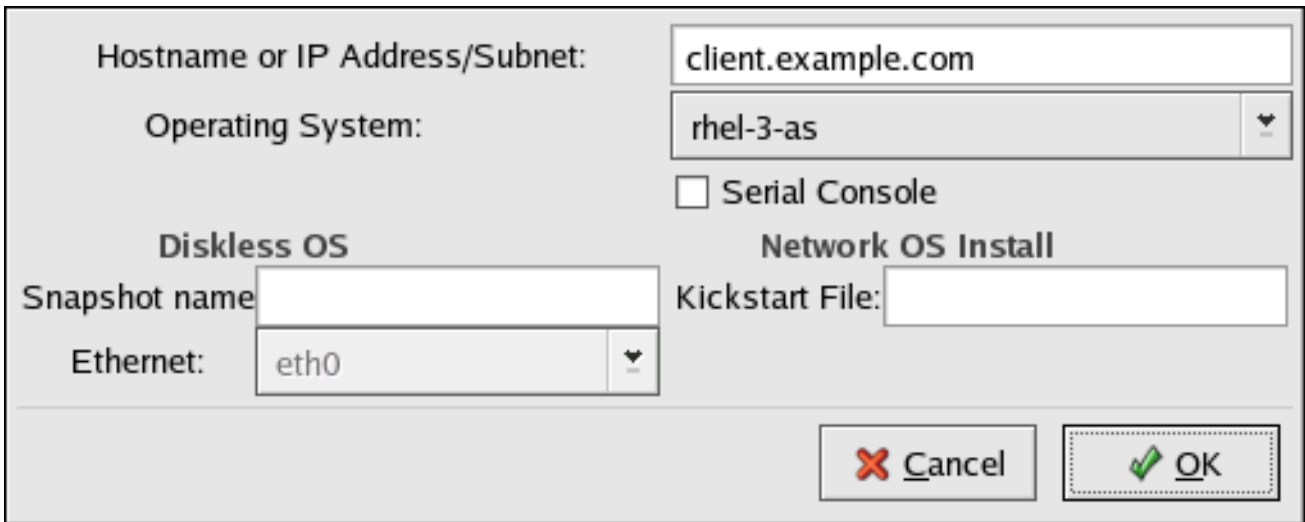 Hostname or IP Address/Subnet: client.example.com
Operating System: rhel-3-as
Serial Console
Diskless OS Network OS Install
Snapshot name Kickstart File:
Ethernet: eth0
Cancel OK